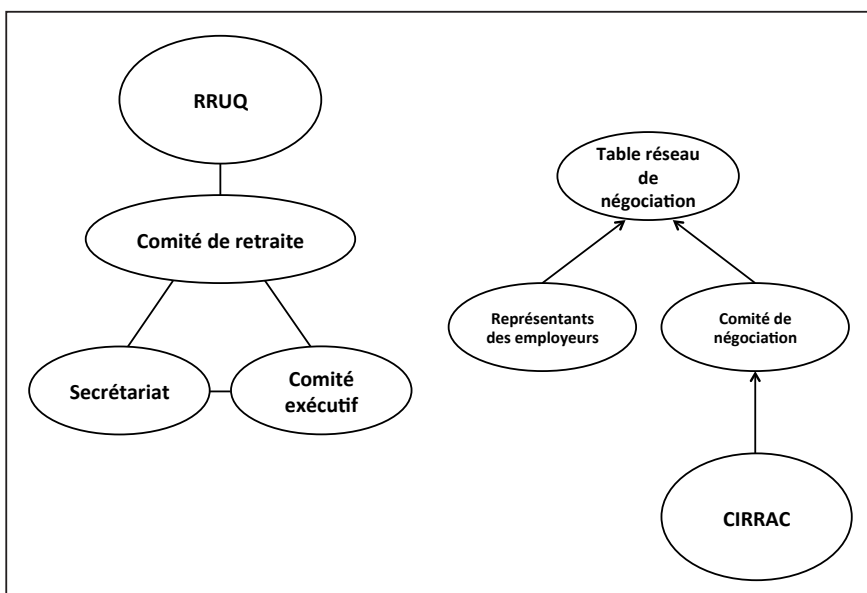 RRUQ
Comité de retraite
Secrétariat
Comité
exécutif
Table réseau
de
négociation
Représentants
des employeurs
Comité de
négociation
CIRRAC